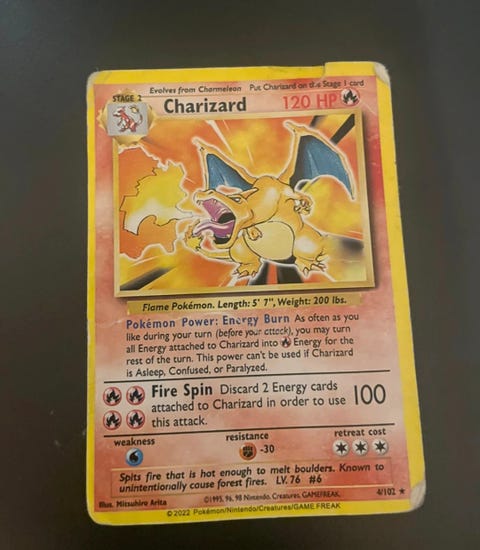 Evolves from Charmeleon Put Charizard on the Stage 1 card
STAGE 2
Charizard 120 HP
Flame Pokémon. Length: 5' 7", Weight: 200 lbs.
Pokémon Power: Energy Burn As often as you
like during your turn (before your attack), you may turn
all Energy attached to Charizard into Energy for the
rest of the turn. This power can't be used if Charizard
is Asleep, Confused, or Paralyzed.
Fire Spin Discard 2 Energy cards
attached to Charizard in order to use 100
this attack.
weakness resistance retreat cost
-30
Spits fire that is hot enough to melt boulders. Known to
unintentionally cause forest fires. LV. 76 #6
Illus. Mitsuhiro Arita ©1995, 96, 98 Nintendo, Creatures, GAMEFREAK. 4/102 ★
© 2022 Pokémon/Nintendo/Creatures/GAME FREAK